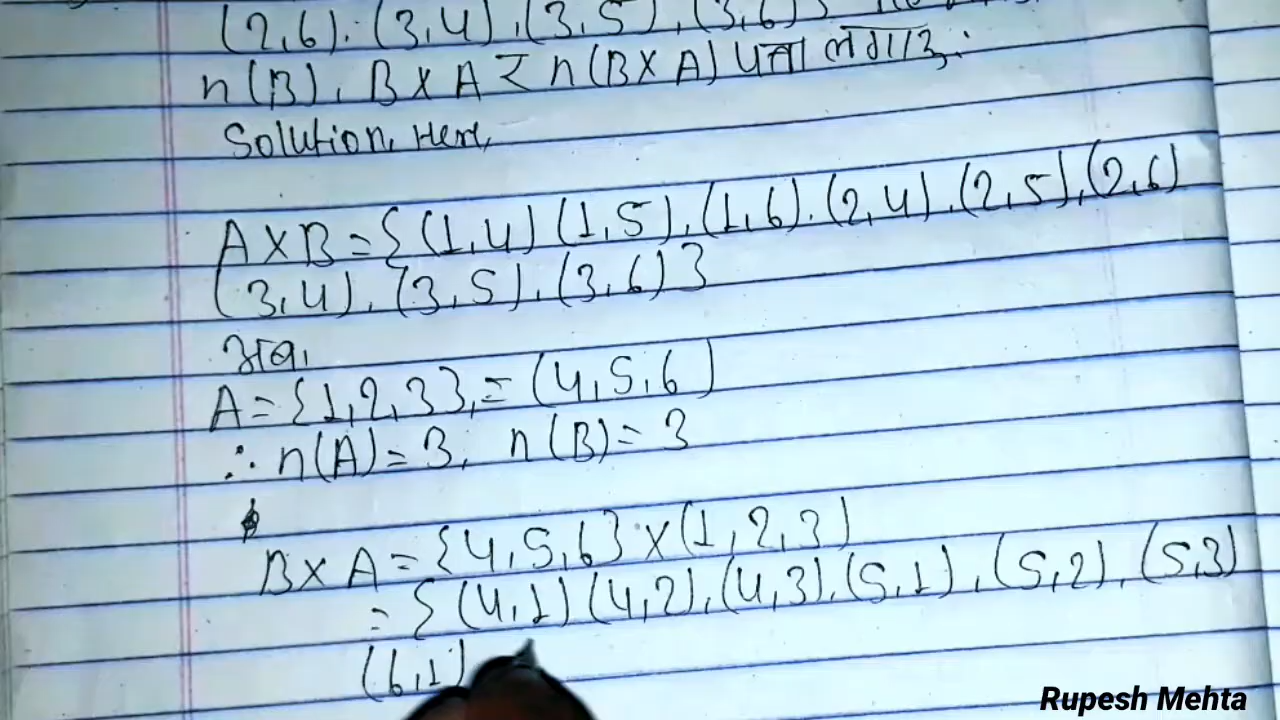 (2,6). (3,4), (3,5), (3,6)}
n(B), B×A र n(B×A) पत्ता लगाउ:
Solution, Here,
A×B={(1,4) (1,5), (1,6). (2,4), (2,5), (2,6)
(3,4), (3,5), (3,6)}
अब,
A={1,2,3},=(4,5,6)
∴ n(A)=3, n(B)=3
B×A={4,5,6}×(1,2,3)
={(4,1) (4,2), (4,3), (5,1), (5,2), (5,3)
(6,1)
Rupesh Mehta